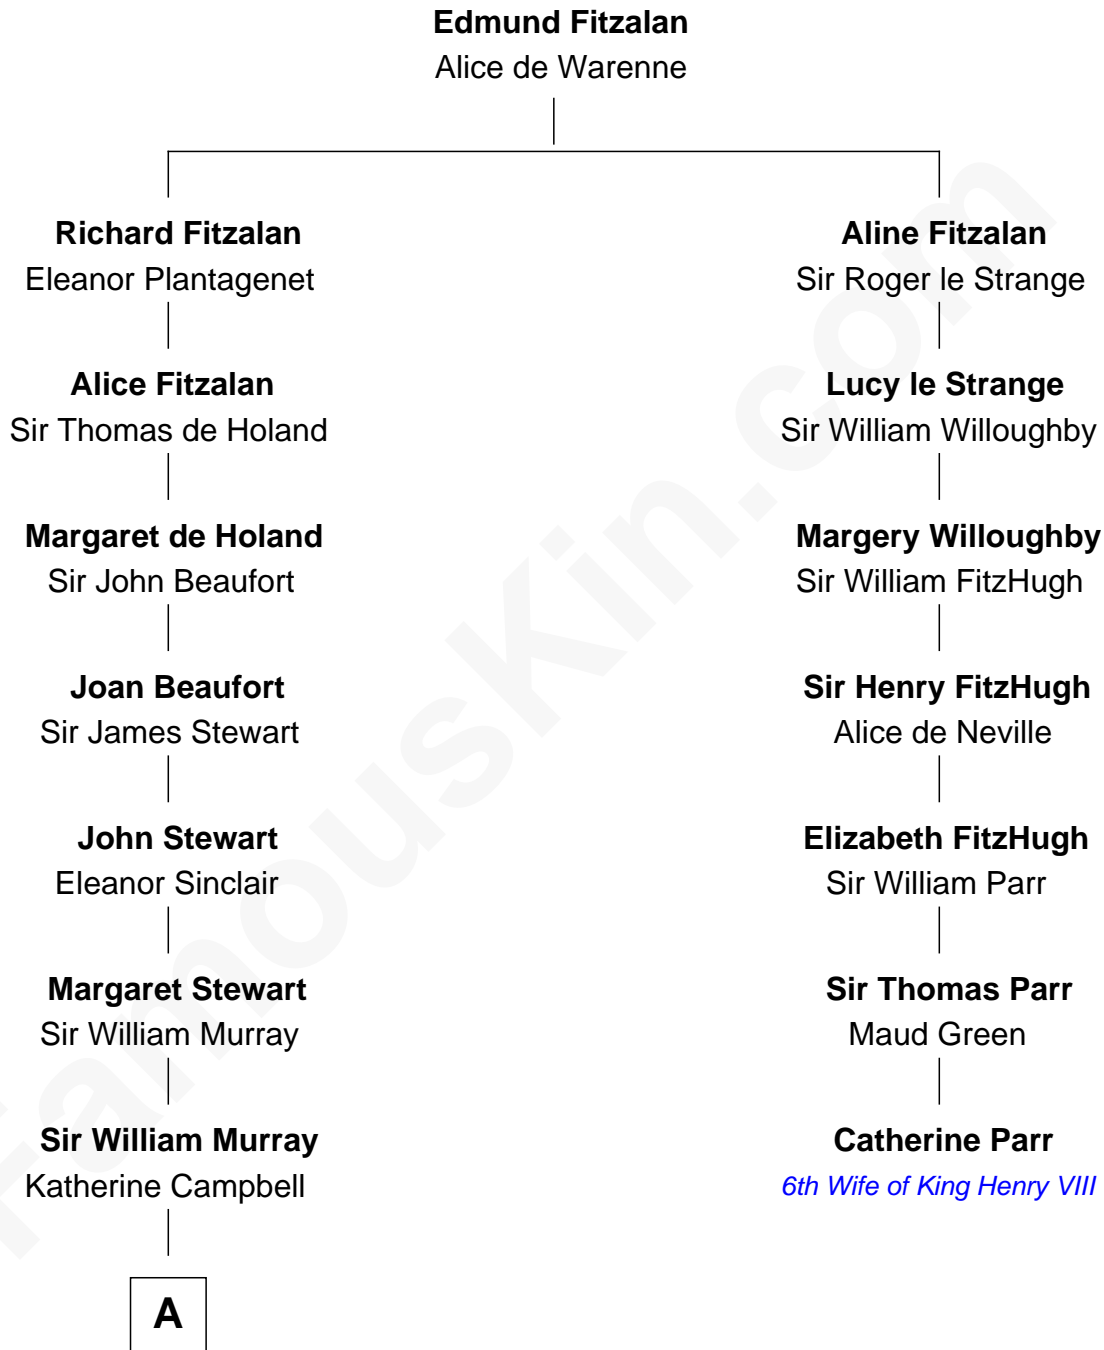 Edmund Fitzalan
Alice de Warenne
Richard Fitzalan
Eleanor Plantagenet
Alice Fitzalan
Sir Thomas de Holand
Margaret de Holand
Sir John Beaufort
Joan Beaufort
Sir James Stewart
John Stewart
Eleanor Sinclair
Margaret Stewart
Sir William Murray
Sir William Murray
Katherine Campbell
A
Aline Fitzalan
Sir Roger le Strange
Lucy le Strange
Sir William Willoughby
Margery Willoughby
Sir William FitzHugh
Sir Henry FitzHugh
Alice de Neville
Elizabeth FitzHugh
Sir William Parr
Sir Thomas Parr
Maud Green
Catherine Parr
6th Wife of King Henry VIII
FamousKin.com